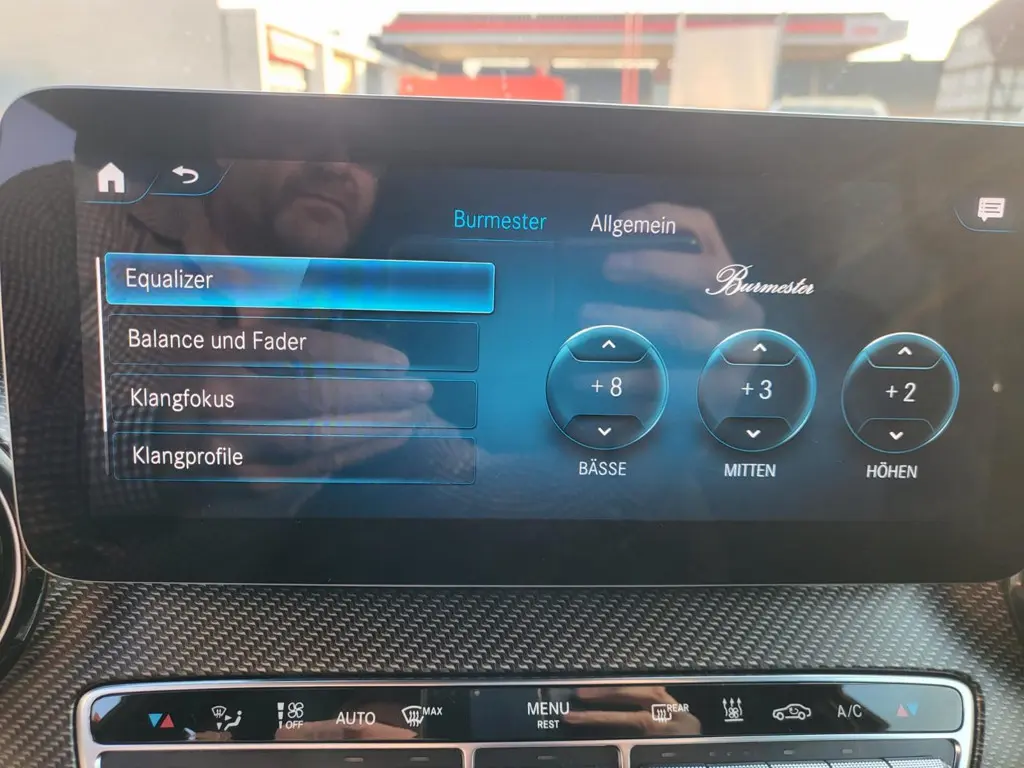 Burmester Allgemein
Equalizer
Balance und Fader
Klangfokus
Klangprofile
Burmester
+8 +3 +2
BÄSSE MITTEN HÖHEN
1 OFF AUTO MAX MENU REST REAR A/C